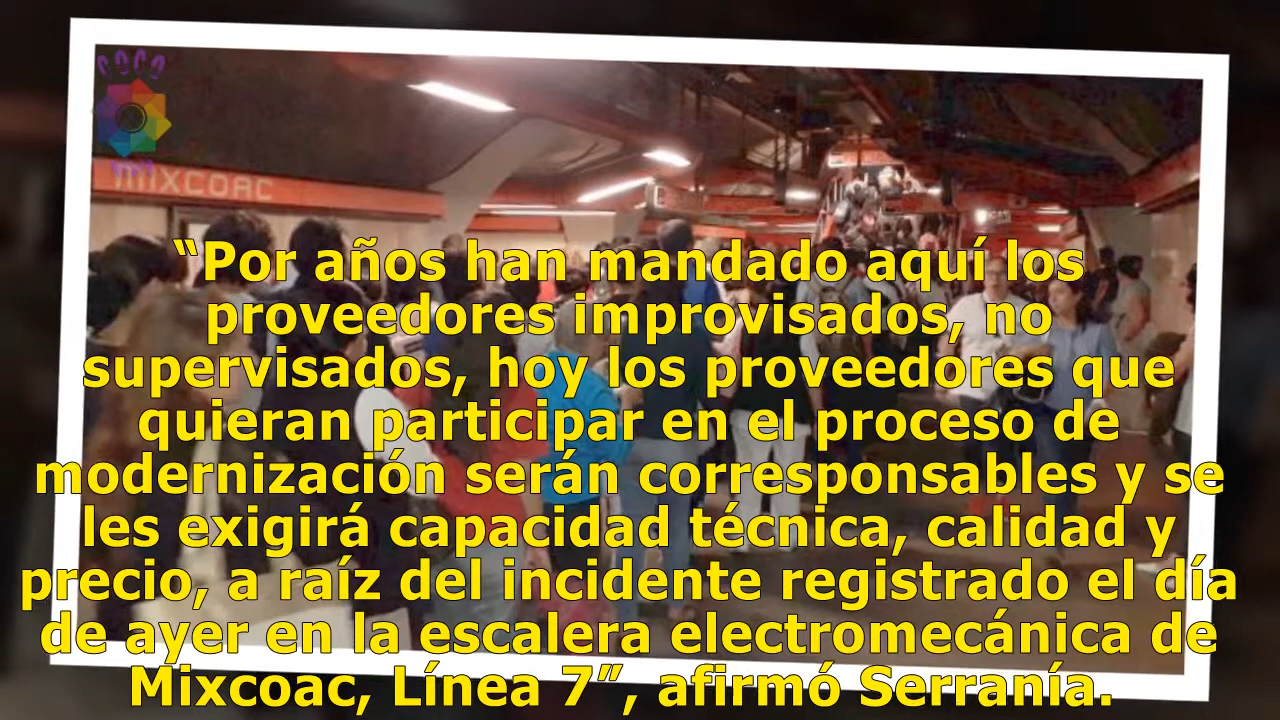 COCO
MIXCOAC
“Por años han mandado aquí los
proveedores improvisados, no
supervisados, hoy los proveedores que
quieran participar en el proceso de
modernización serán corresponsables y se
les exigirá capacidad técnica, calidad y
precio, a raíz del incidente registrado el día
de ayer en la escalera electromecánica de
Mixcoac, Línea 7”, afirmó Serranía.